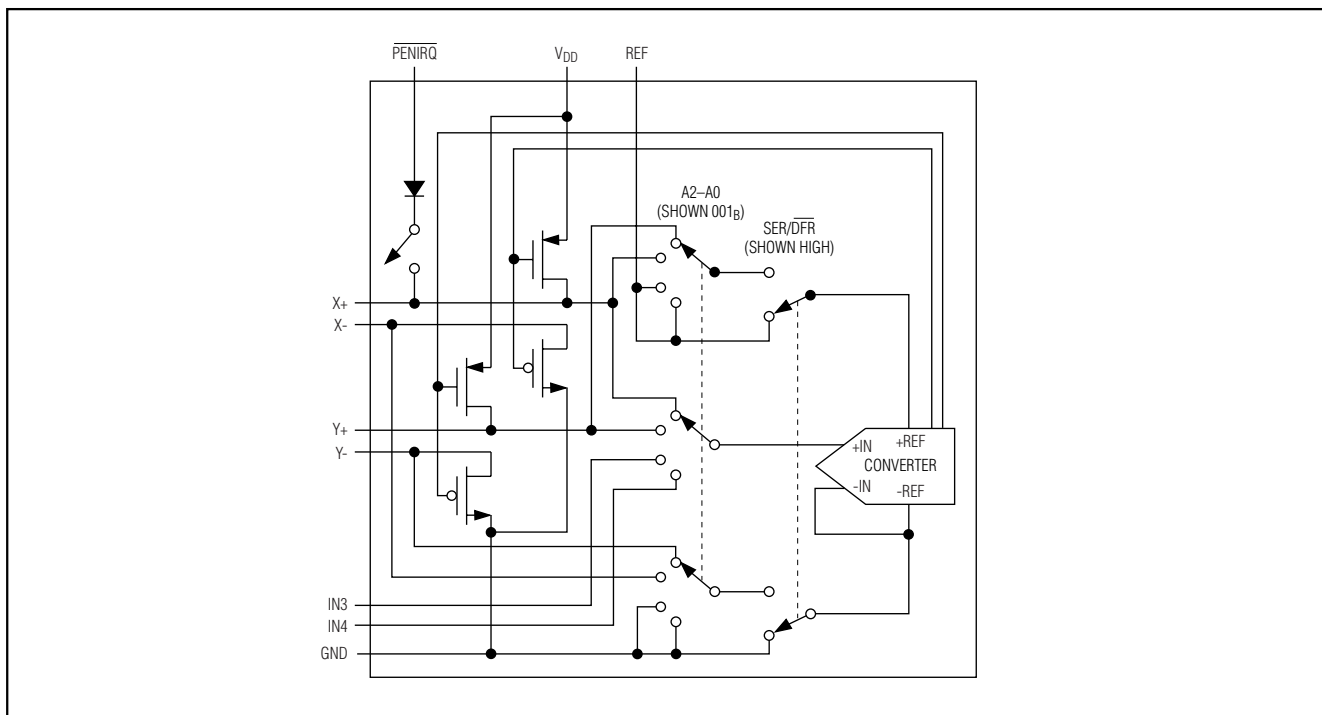 PENIRQ
VDD
REF
A2–A0
(SHOWN 001B)
SER/DFR
(SHOWN HIGH)
X+
X-
Y+
Y-
+IN
+REF
CONVERTER
-IN
-REF
IN3
IN4
GND